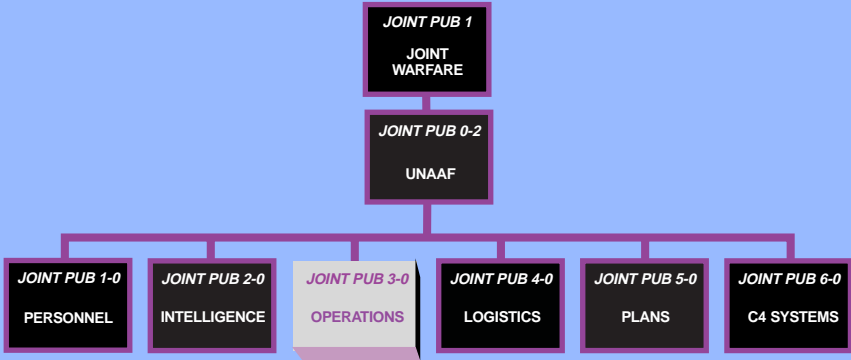 JOINT PUB 1
JOINT
WARFARE
JOINT PUB 0-2
UNAAF
JOINT PUB 1-0
PERSONNEL
JOINT PUB 2-0
INTELLIGENCE
JOINT PUB 3-0
OPERATIONS
JOINT PUB 4-0
LOGISTICS
JOINT PUB 5-0
PLANS
JOINT PUB 6-0
C4 SYSTEMS